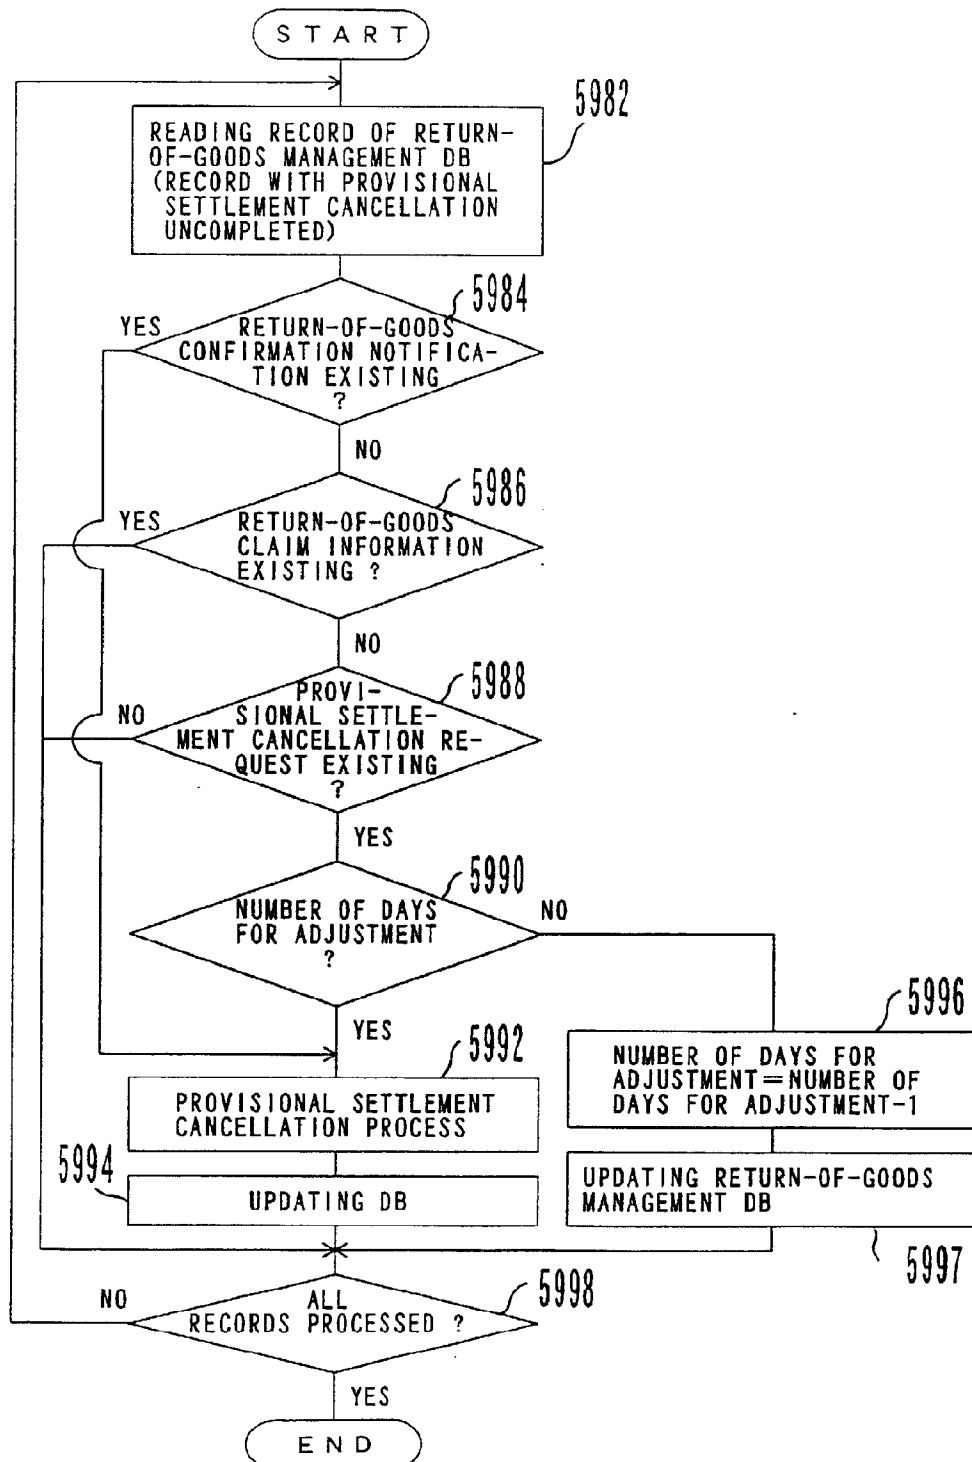 START
5982
READING RECORD OF RETURN-
OF-GOODS MANAGEMENT DB
(RECORD WITH PROVISIONAL
SETTLEMENT CANCELLATION
UNCOMPLETED)
5984
YES
RETURN-OF-GOODS
CONFIRMATION NOTIFICA-
TION EXISTING
?
NO
5986
YES
RETURN-OF-GOODS
CLAIM INFORMATION
EXISTING ?
NO
5988
NO
PROVI-
SIONAL SETTLE-
MENT CANCELLATION RE-
QUEST EXISTING
?
YES
5990
NUMBER OF DAYS
FOR ADJUSTMENT
?
NO
YES
5992
PROVISIONAL SETTLEMENT
CANCELLATION PROCESS
5996
NUMBER OF DAYS FOR
ADJUSTMENT=NUMBER OF
DAYS FOR ADJUSTMENT-1
5994
UPDATING DB
UPDATING RETURN-OF-GOODS
MANAGEMENT DB
5997
5998
NO
ALL
RECORDS PROCESSED ?
YES
END